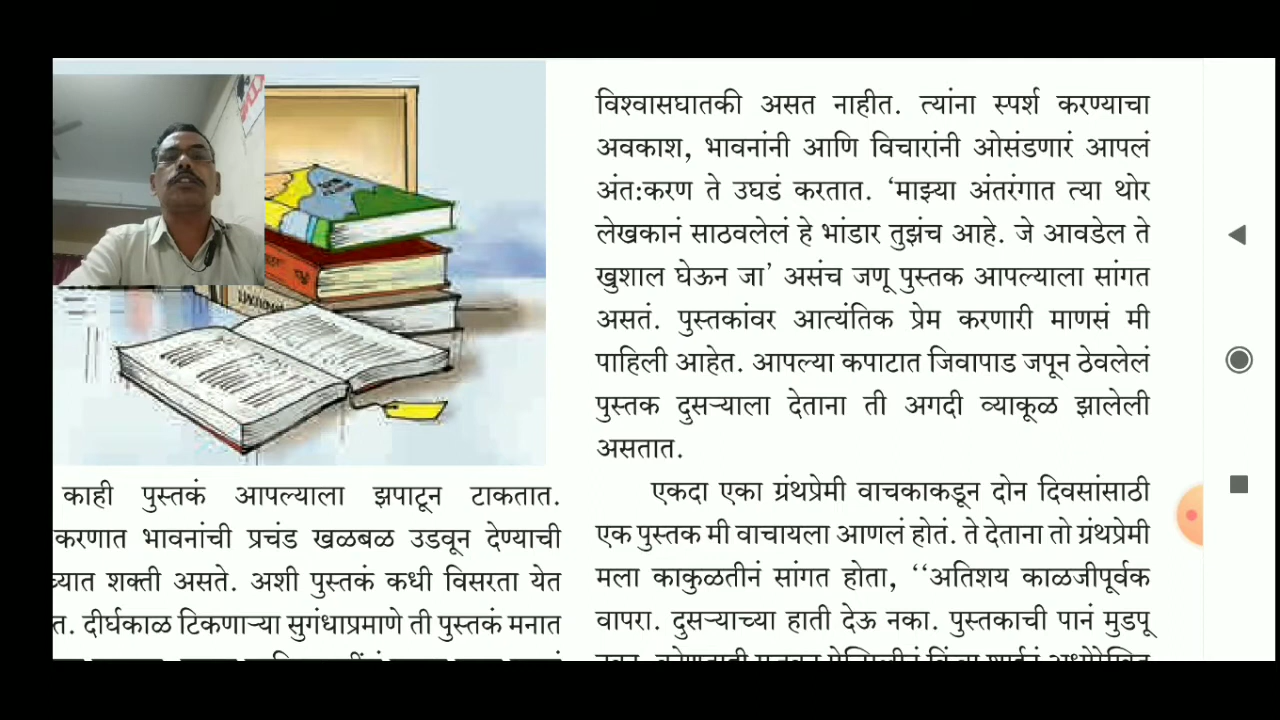 काही पुस्तकं आपल्याला झपाटून टाकतात.
करणात भावनांची प्रचंड खळबळ उडवून देण्याची
शक्ती असते. अशी पुस्तकं कधी विसरता येत
दीर्घकाळ टिकणाऱ्या सुगंधाप्रमाणे ती पुस्तकं मनात
विश्वासघातकी असत नाहीत. त्यांना स्पर्श करण्याचा
अवकाश, भावनांनी आणि विचारांनी ओसंडणारं आपलं
अंत:करण ते उघडं करतात. ‘माझ्या अंतरंगात त्या थोर
लेखकानं साठवलेलं हे भांडार तुझंच आहे. जे आवडेल ते
खुशाल घेऊन जा’ असंच जणू पुस्तक आपल्याला सांगत
असतं. पुस्तकांवर आत्यंतिक प्रेम करणारी माणसं मी
पाहिली आहेत. आपल्या कपाटात जिवापाड जपून ठेवलेलं
पुस्तक दुसऱ्याला देताना ती अगदी व्याकूळ झालेली
असतात.
एकदा एका ग्रंथप्रेमी वाचकाकडून दोन दिवसांसाठी
एक पुस्तक मी वाचायला आणलं होतं. ते देताना तो ग्रंथप्रेमी
मला काकुळतीनं सांगत होता, ‘‘अतिशय काळजीपूर्वक
वापरा. दुसऱ्याच्या हाती देऊ नका. पुस्तकाची पानं मुडपू